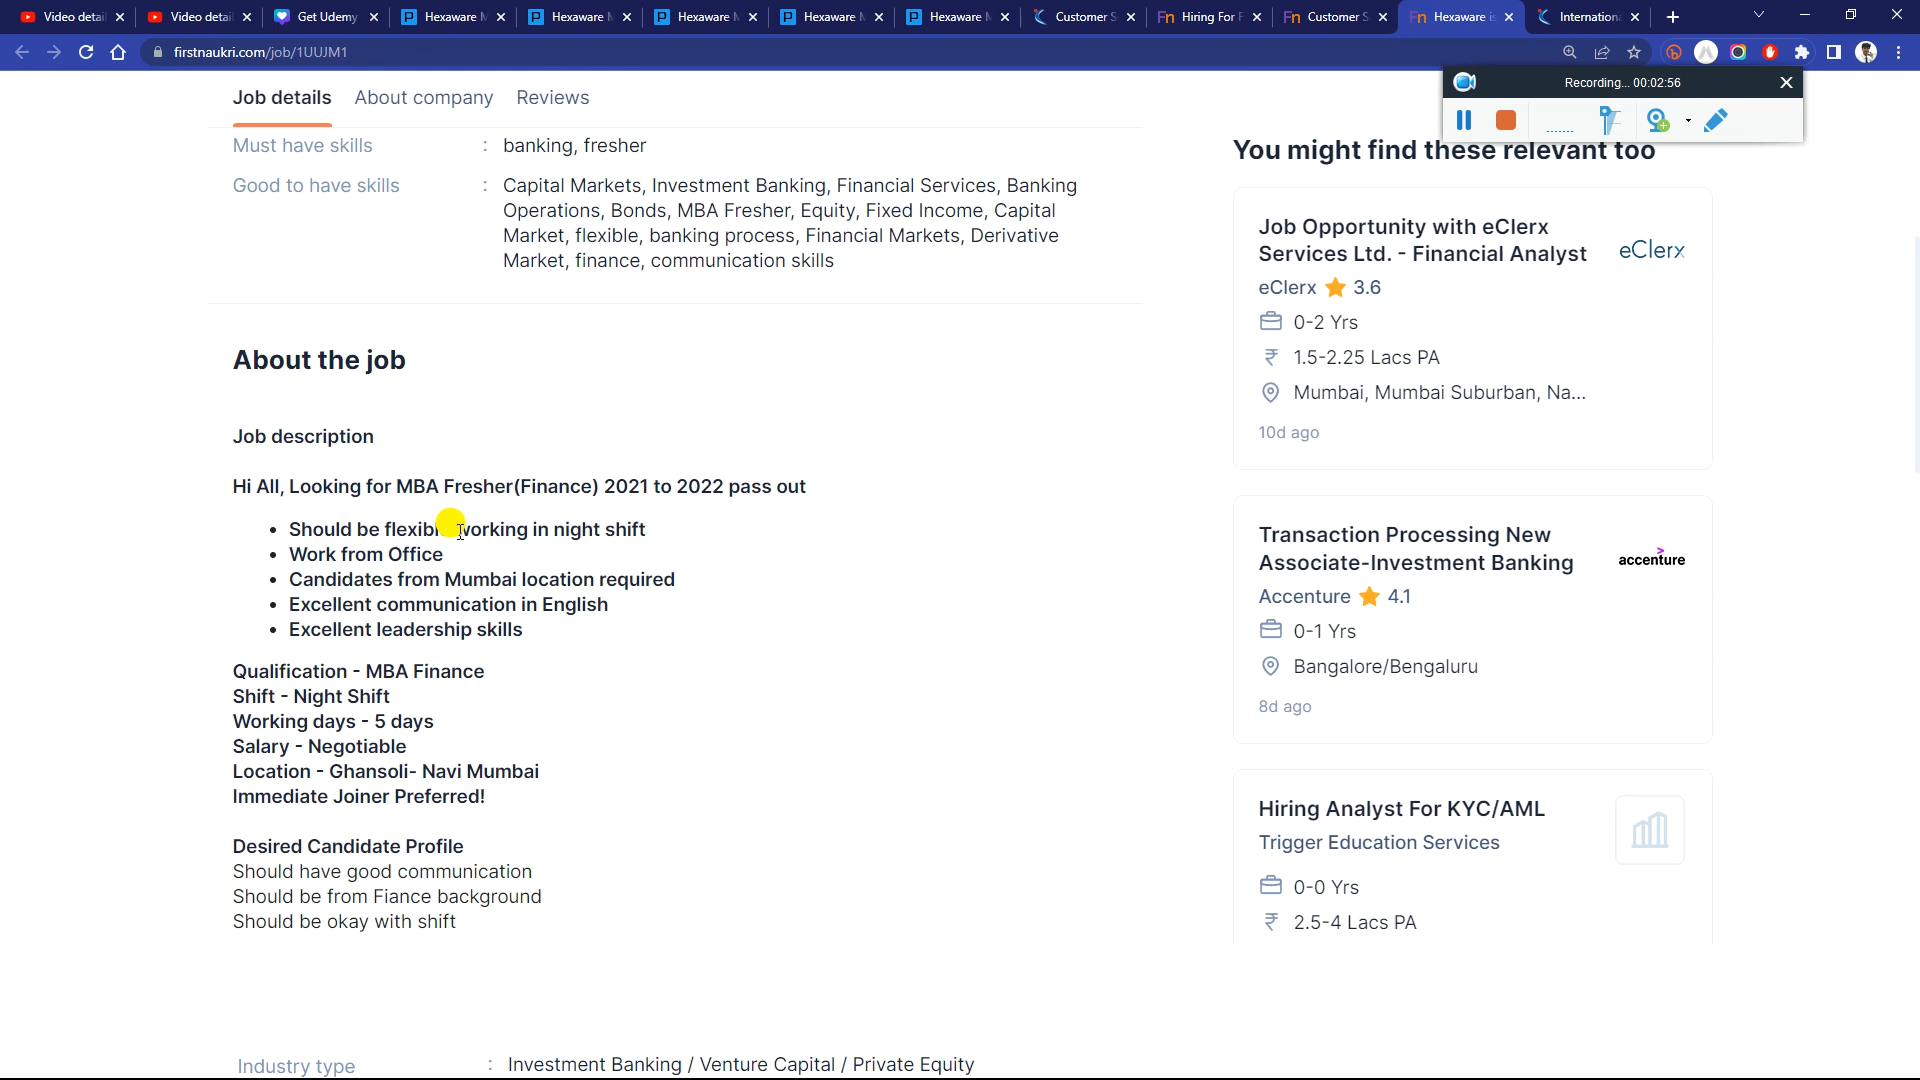 Video detai
Video detai
Get Udemy
Hexaware
Hexaware
Hexaware
Hexaware
Hexaware
Customer S
Hiring For F
Customer S
Hexaware is
Internationa
firstnaukri.com/job/1UUJM1
Recording... 00:02:56
Job details
About company
Reviews
Must have skills : banking, fresher
Good to have skills : Capital Markets, Investment Banking, Financial Services, Banking
Operations, Bonds, MBA Fresher, Equity, Fixed Income, Capital
Market, flexible, banking process, Financial Markets, Derivative
Market, finance, communication skills
About the job
Job description
Hi All, Looking for MBA Fresher(Finance) 2021 to 2022 pass out
• Should be flexible working in night shift
• Work from Office
• Candidates from Mumbai location required
• Excellent communication in English
• Excellent leadership skills
Qualification - MBA Finance
Shift - Night Shift
Working days - 5 days
Salary - Negotiable
Location - Ghansoli- Navi Mumbai
Immediate Joiner Preferred!
Desired Candidate Profile
Should have good communication
Should be from Fiance background
Should be okay with shift
Industry type : Investment Banking / Venture Capital / Private Equity
You might find these relevant too
Job Opportunity with eClerx
Services Ltd. - Financial Analyst
eClerx
eClerx 3.6
0-2 Yrs
₹ 1.5-2.25 Lacs PA
Mumbai, Mumbai Suburban, Na...
10d ago
Transaction Processing New
Associate-Investment Banking
accenture
Accenture 4.1
0-1 Yrs
Bangalore/Bengaluru
8d ago
Hiring Analyst For KYC/AML
Trigger Education Services
0-0 Yrs
₹ 2.5-4 Lacs PA